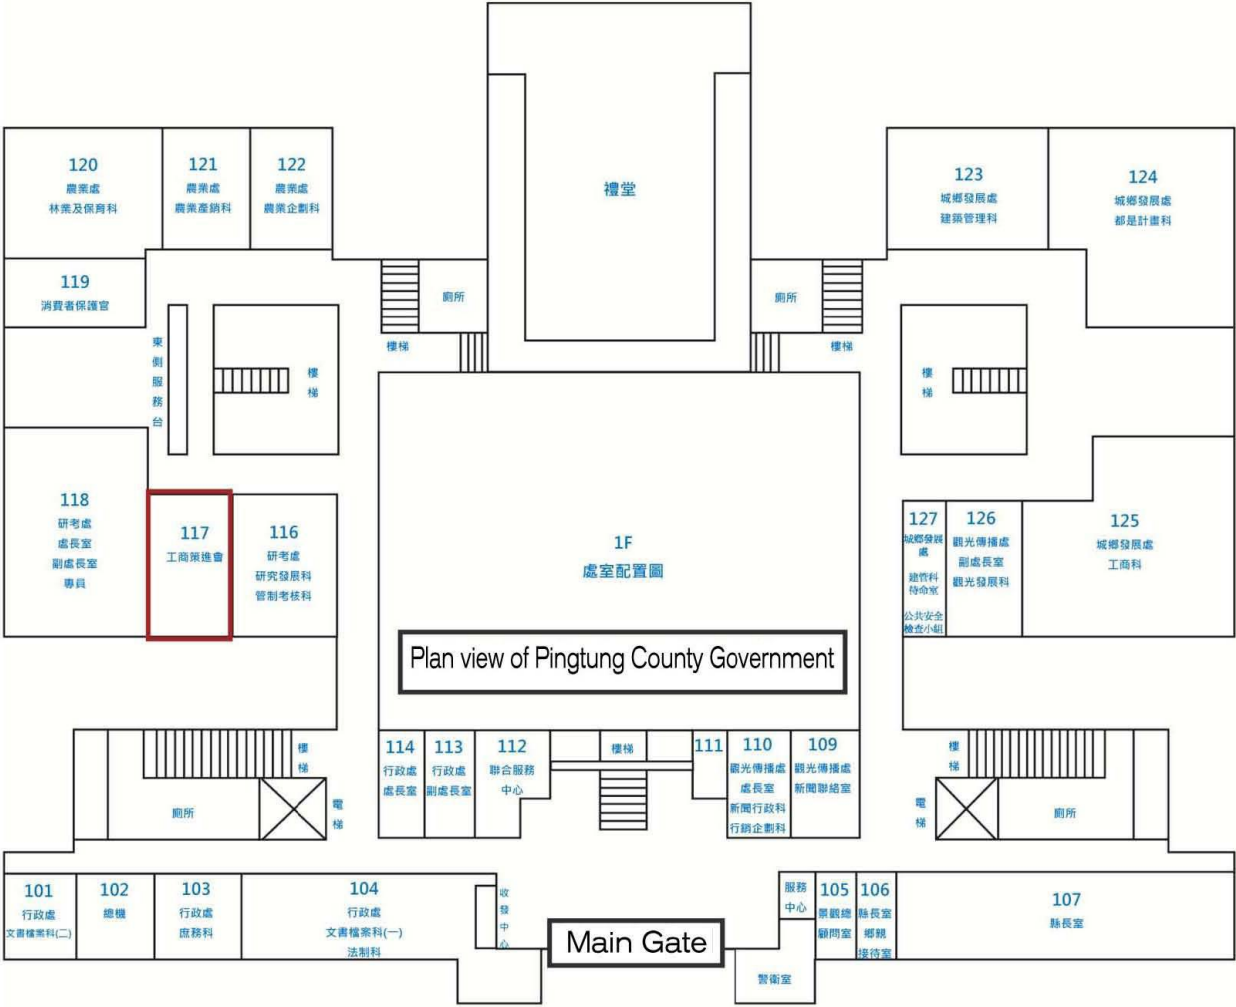 禮堂
120
農業處
林業及保育科
121
農業處
農業產銷科
122
農業處
農業企劃科
123
城鄉發展處
建築管理科
124
城鄉發展處
都是計畫科
119
消費者保護官
廁所
廁所
樓梯
樓梯
東側服務台
樓梯
樓梯
118
研考處
處長室
副處長室
專員
117
工商策進會
116
研考處
研究發展科
管制考核科
1F
處室配置圖
Plan view of Pingtung County Government
127
城鄉發展
處
建管科
待命室
公共安全
檢查小組
126
觀光傳播處
副處長室
觀光發展科
125
城鄉發展處
工商科
樓梯
廁所
電梯
114
行政處
處長室
113
行政處
副處長室
112
聯合服務
中心
樓梯
111
110
觀光傳播處
處長室
新聞行政科
行銷企劃科
109
觀光傳播處
新聞聯絡室
樓梯
電梯
廁所
101
行政處
文書檔案科(二)
102
總機
103
行政處
庶務科
104
行政處
文書檔案科(一)
法制科
收發中心
Main Gate
服務
中心
警衛室
105
景觀總
顧問室
106
縣長室
鄉親
接待室
107
縣長室